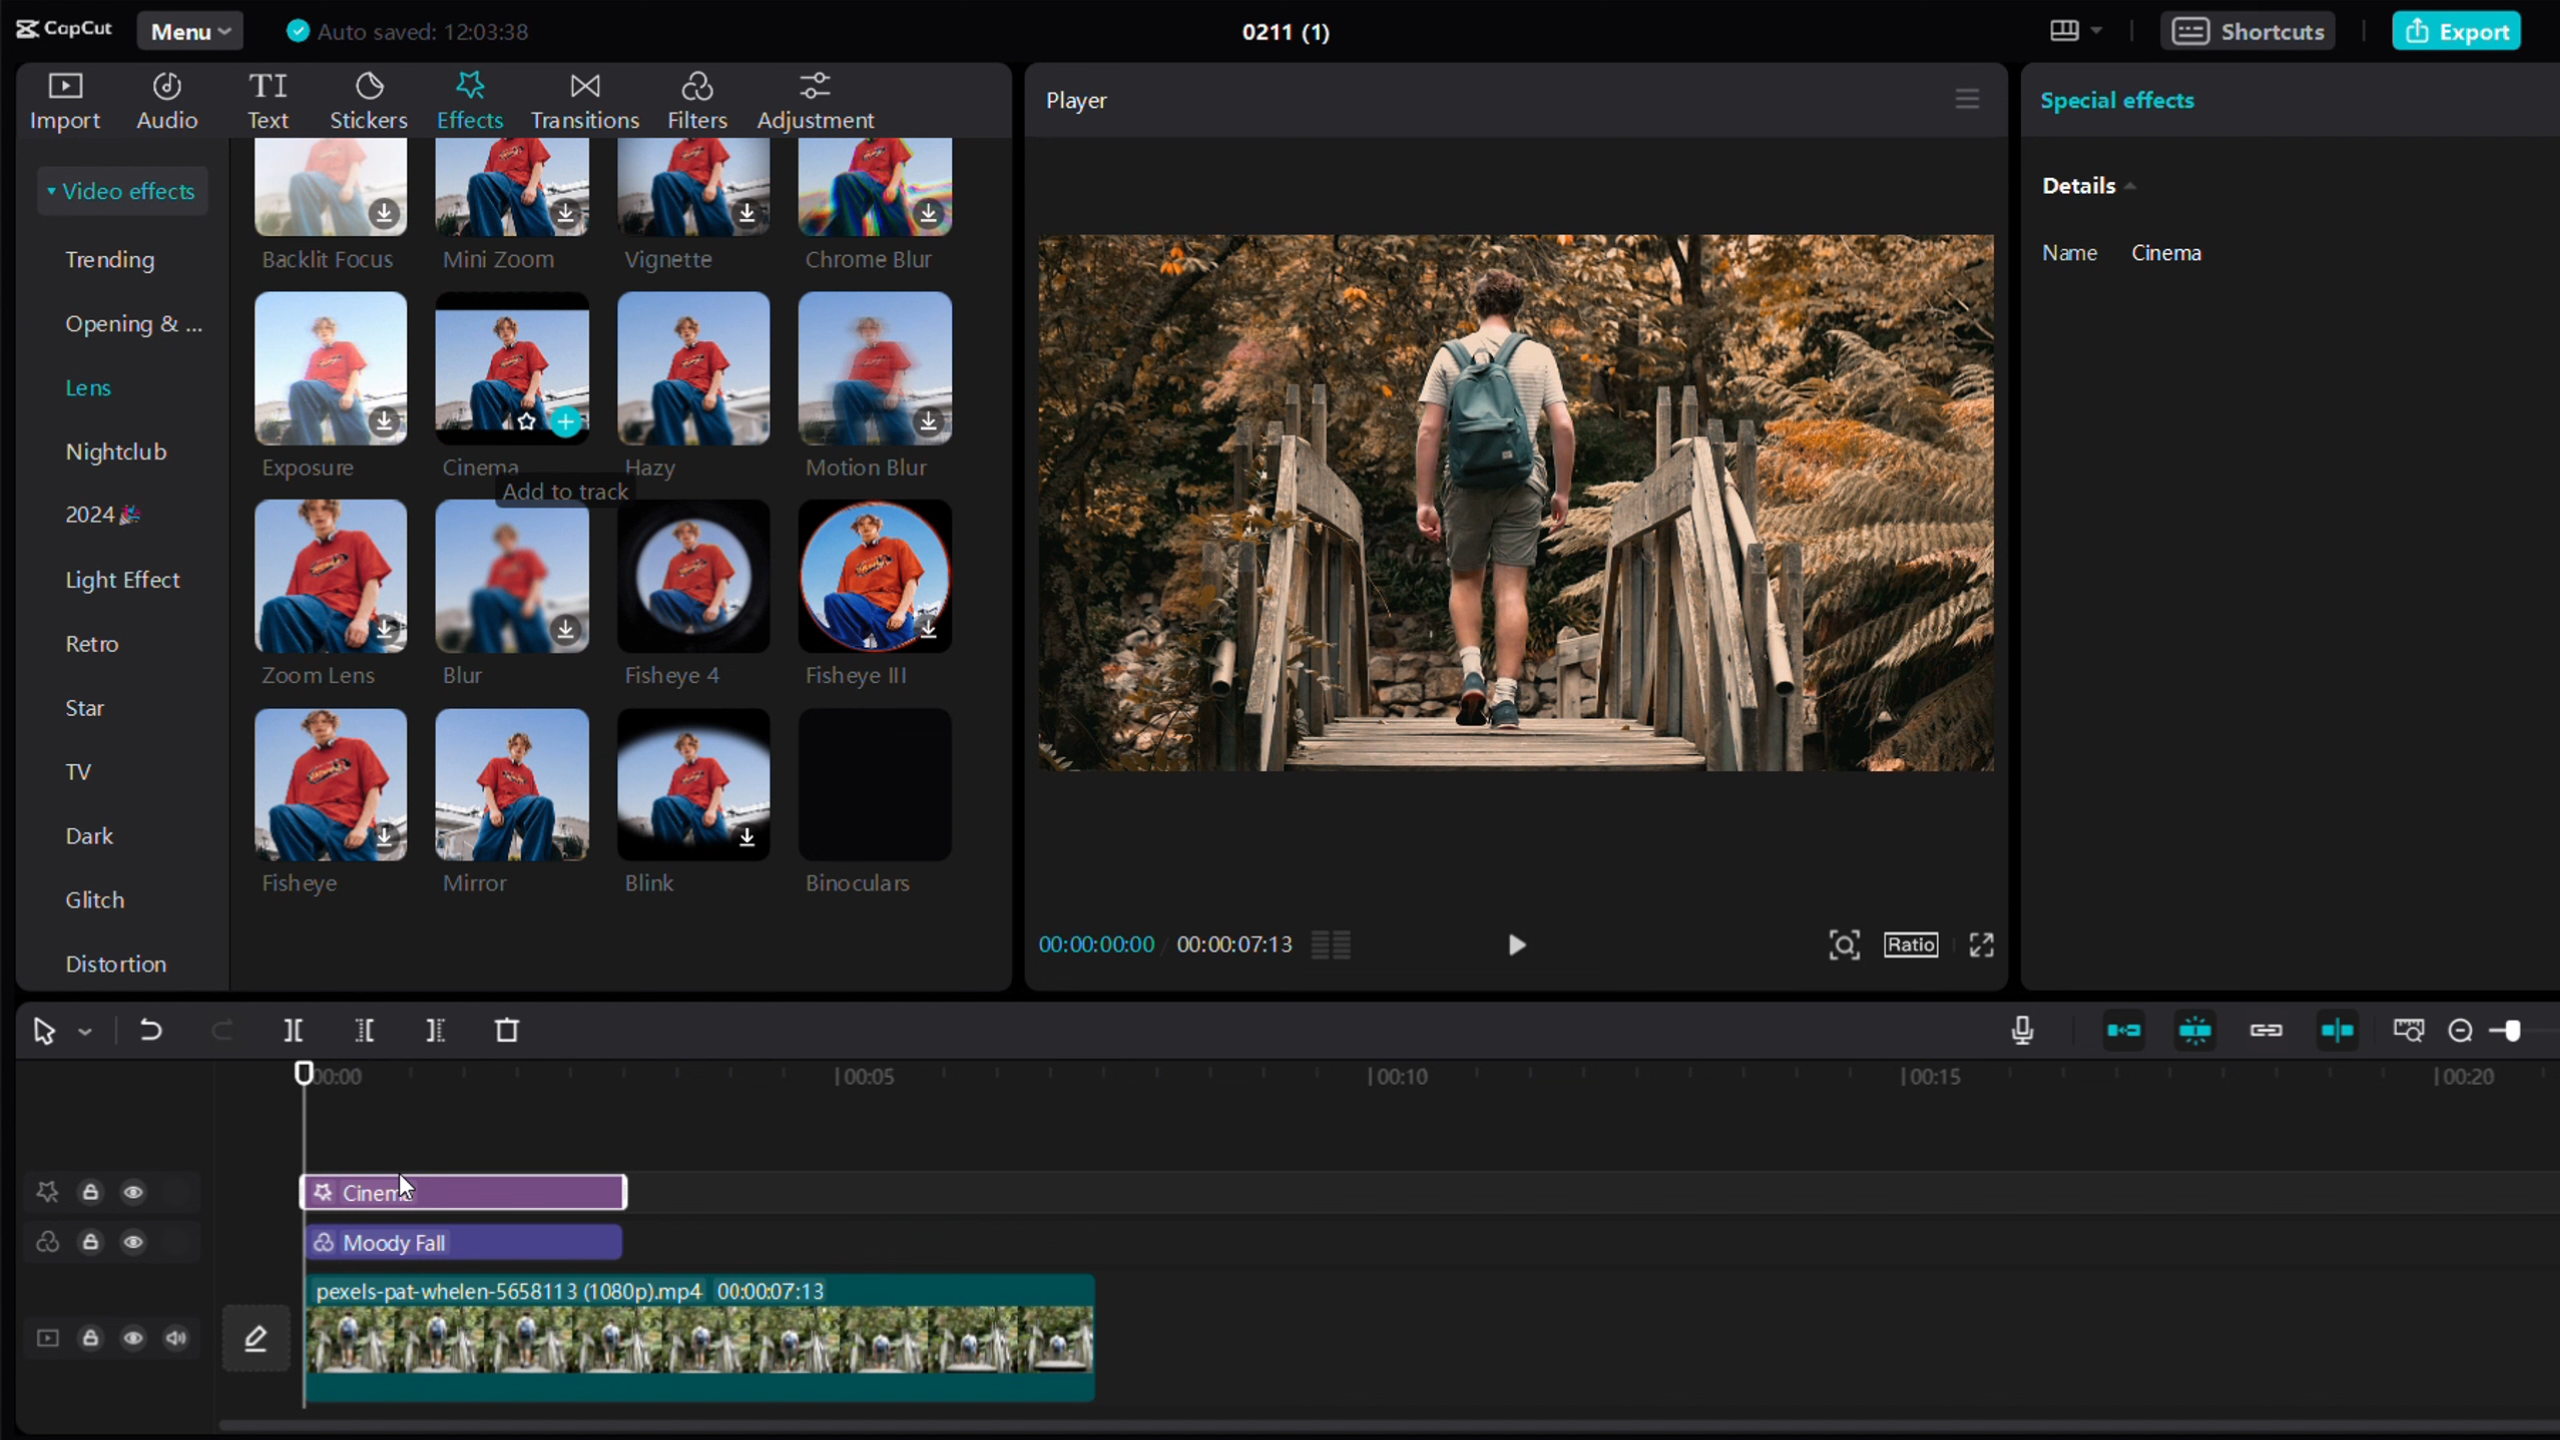 CapCut Menu Auto saved: 12:03:38 0211 (1) Shortcuts Export
Import Audio Text Stickers Effects Transitions Filters Adjustment
Player
Special effects
Video effects
Trending
Opening & ...
Lens
Nightclub
2024
Light Effect
Retro
Star
TV
Dark
Glitch
Distortion
Backlit Focus Mini Zoom Vignette Chrome Blur
Exposure Cinema Hazy Motion Blur
Add to track
Zoom Lens Blur Fisheye 4 Fisheye III
Fisheye Mirror Blink Binoculars
Details
Name Cinema
00:00:00:00 / 00:00:07:13 Ratio
00:00 00:05 00:10 00:15 00:20
Cinema
Moody Fall
pexels-pat-whelen-5658113 (1080p).mp4 00:00:07:13